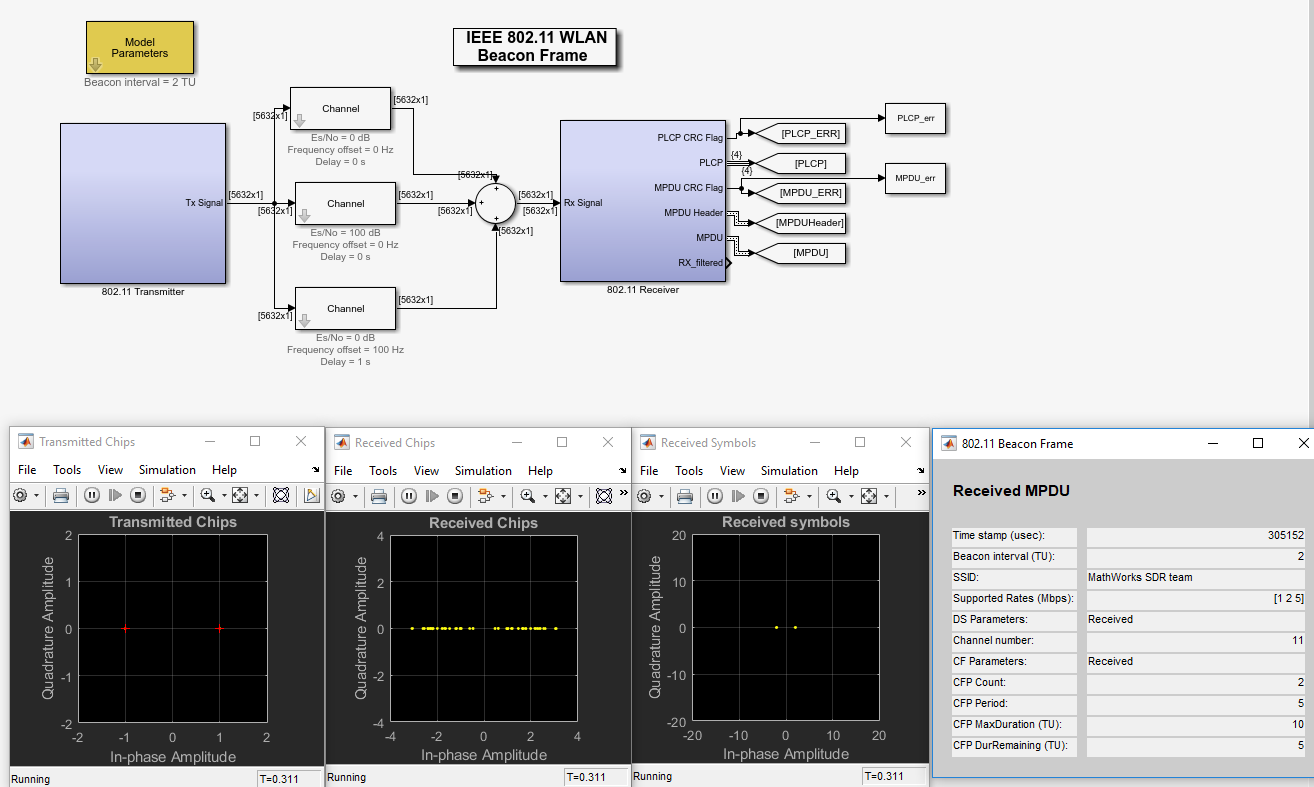 Model
Parameters
Beacon interval = 2 TU
IEEE 802.11 WLAN
Beacon Frame
[5632x1]
Channel
[5632x1]
Es/No = 0 dB
Frequency offset = 0 Hz
Delay = 0 s
Tx Signal
802.11 Transmitter
[5632x1]
[5632x1]
Channel
[5632x1]
[5632x1]
Es/No = 100 dB
Frequency offset = 0 Hz
Delay = 0 s
[5632x1]
Channel
[5632x1]
Es/No = 0 dB
Frequency offset = 100 Hz
Delay = 1 s
[5632x1]
+
+
+
[5632x1]
[5632x1]
[5632x1]
Rx Signal
PLCP CRC Flag
PLCP
MPDU CRC Flag
MPDU Header
MPDU
RX_filtered
802.11 Receiver
{4}
{4}
[PLCP_ERR]
[PLCP]
[MPDU_ERR]
[MPDUHeader]
[MPDU]
PLCP_err
MPDU_err
Transmitted Chips
File Tools View Simulation Help
Transmitted Chips
Quadrature Amplitude
2
1
0
-1
-2
-2 -1 0 1 2
In-phase Amplitude
Running T=0.311
Received Chips
File Tools View Simulation Help
»
Received Chips
Quadrature Amplitude
4
2
0
-2
-4
-4 -2 0 2 4
In-phase Amplitude
Running T=0.311
Received Symbols
File Tools View Simulation Help
»
Received symbols
Quadrature Amplitude
20
10
0
-10
-20
-20 -10 0 10 20
In-phase Amplitude
Running T=0.311
802.11 Beacon Frame
Received MPDU
Time stamp (usec): 305152
Beacon interval (TU): 2
SSID: MathWorks SDR team
Supported Rates (Mbps): [1 2 5]
DS Parameters: Received
Channel number: 11
CF Parameters: Received
CFP Count: 2
CFP Period: 5
CFP MaxDuration (TU): 10
CFP DurRemaining (TU): 5